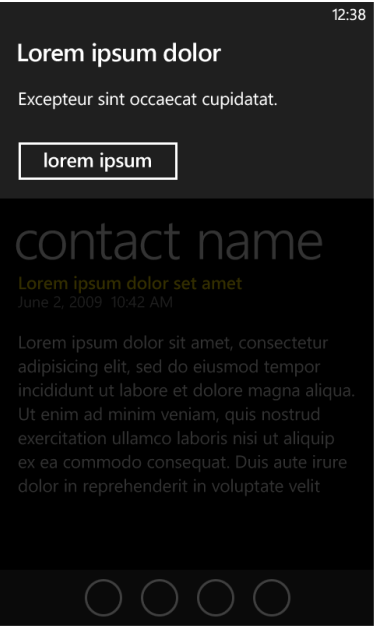 12:38
Lorem ipsum dolor
Excepteur sint occaecat cupidatat.
lorem ipsum
contact name
Lorem ipsum dolor set amet
June 2, 2009  10:42 AM
Lorem ipsum dolor sit amet, consectetur
adipisicing elit, sed do eiusmod tempor
incididunt ut labore et dolore magna aliqua.
Ut enim ad minim veniam, quis nostrud
exercitation ullamco laboris nisi ut aliquip
ex ea commodo consequat. Duis aute irure
dolor in reprehenderit in voluptate velit